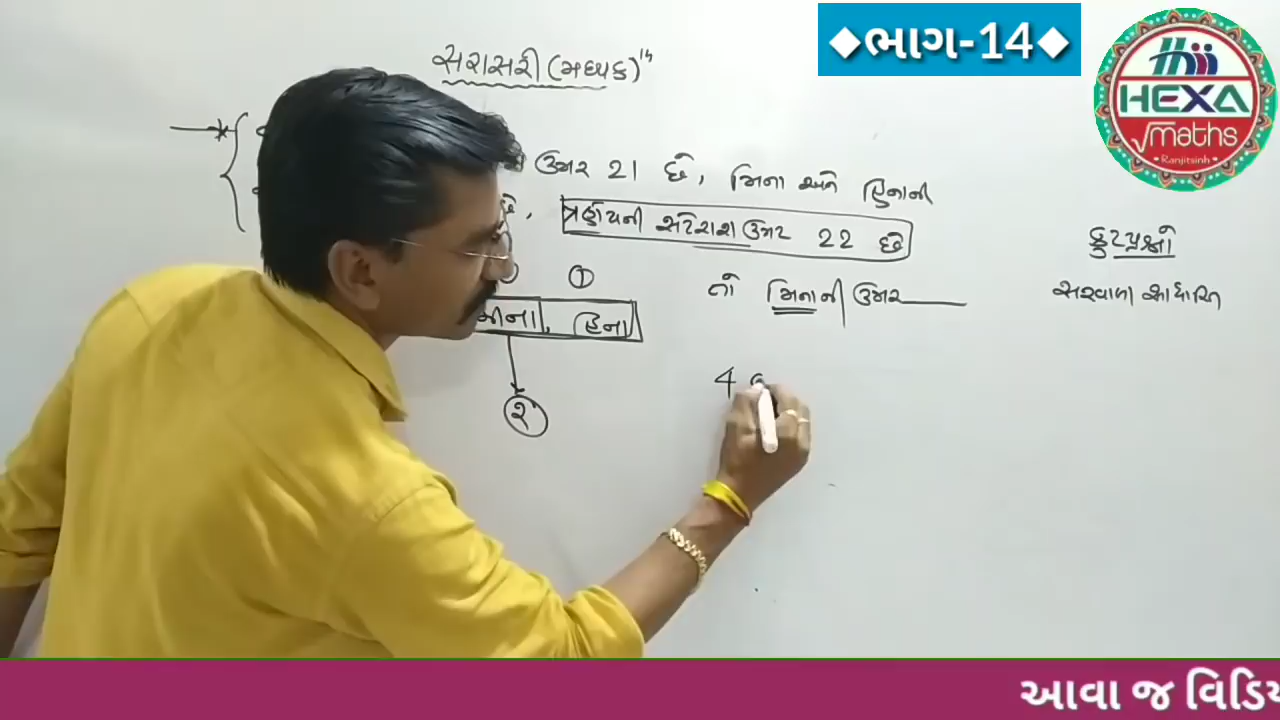 ◆ભાગ-14◆
HEXA
√maths
• Ranjitsinh •
સરાસરી (મધ્યક) 14
ઉંમર 21 છે, મિના અને હિનાની
છે, ત્રણેયની સરેરાશ ઉંમર 22 છે
તો મિનાની ઉંમર
કુટપ્રશ્નો
સરવાળા આધારિત
①
મીના, હિના
2
4
આવા જ વિડિય